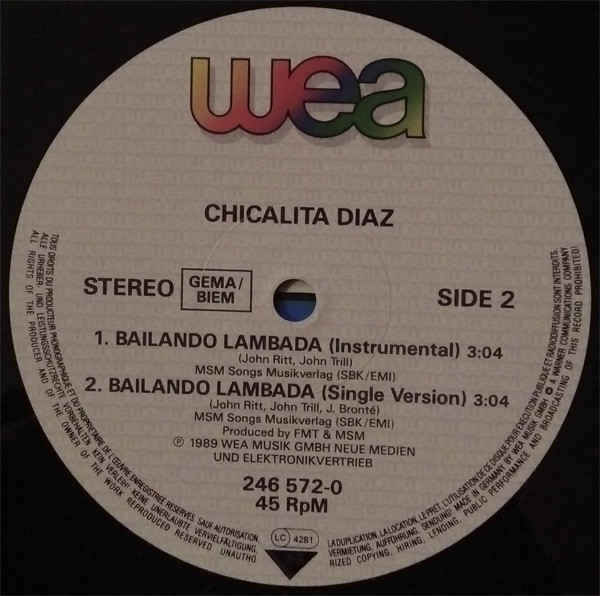 wea
CHICALITA DIAZ
STEREO
GEMA/
BIEM
SIDE 2
1. BAILANDO LAMBADA (Instrumental) 3:04
(John Ritt, John Trill)
MSM Songs Musikverlag (SBK/EMI)
2. BAILANDO LAMBADA (Single Version) 3:04
(John Ritt, John Trill, J. Bronté)
MSM Songs Musikverlag (SBK/EMI)
Produced by FMT & MSM
℗ 1989 WEA MUSIK GMBH NEUE MEDIEN
UND ELEKTRONIKVERTRIEB
246 572-0
45 RpM
LC 4281
TOUS DROITS DU PRODUCTEUR PHONOGRAPHIQUE ET DU PROPRIETAIRE DE L'ŒUVRE ENREGISTREE RESERVES. SAUF AUTORISATION,
LA DUPLICATION, LA LOCATION, LE PRET, L'UTILISATION DE CE DISQUE POUR EXECUTION PUBLIQUE ET RADIODIFFUSION SONT INTERDITS
ALLE URHEBER- UND LEISTUNGSSCHUTZRECHTE VORBEHALTEN. KEIN VERLEIH! KEINE UNERLAUBTE VERVIELFÄLTIGUNG,
VERMIETUNG, AUFFÜHRUNG, SENDUNG! MADE IN GERMANY BY WEA MUSIK GMBH A WARNER COMMUNICATIONS COMPANY
ALL RIGHTS OF THE PRODUCER AND OF THE OWNER OF THE WORK REPRODUCED RESERVED UNAUTHO
RIZED COPYING, HIRING, LENDING, PUBLIC PERFORMANCE AND BROADCASTING OF THIS RECORD PROHIBITED!